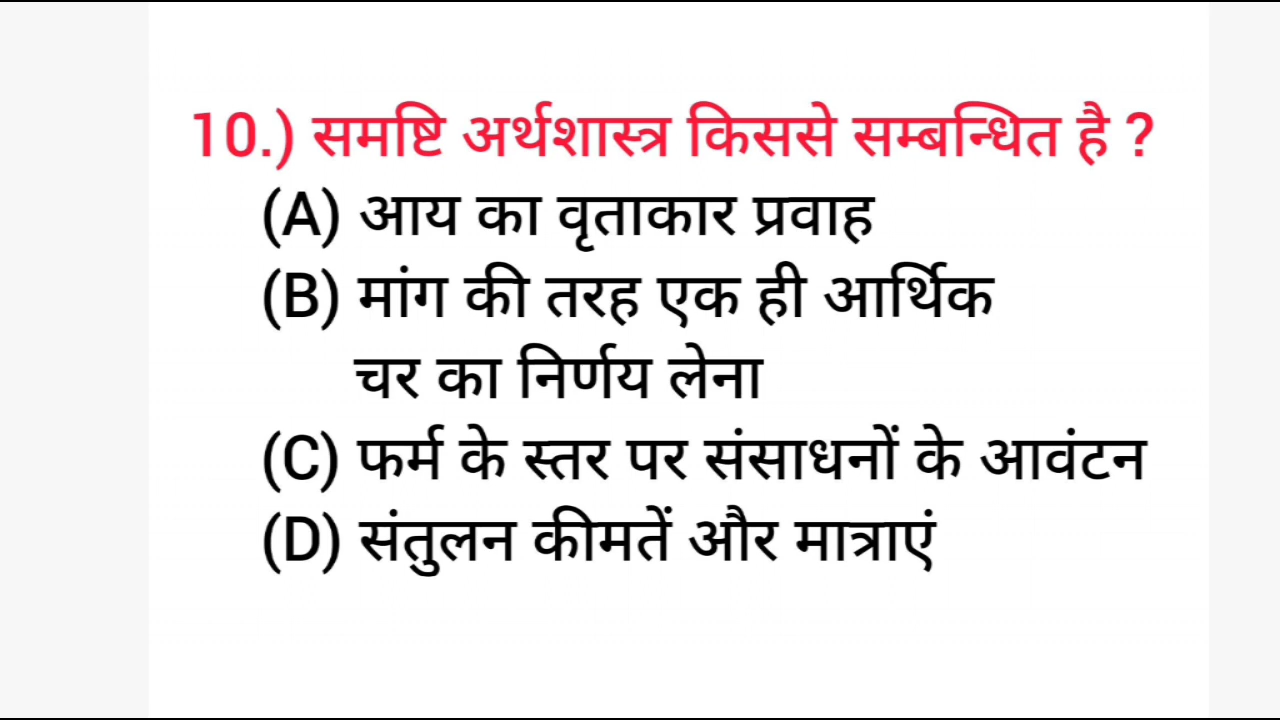 10.) समष्टि अर्थशास्त्र किससे सम्बन्धित है ?
(A) आय का वृताकार प्रवाह
(B) मांग की तरह एक ही आर्थिक
चर का निर्णय लेना
(C) फर्म के स्तर पर संसाधनों के आवंटन
(D) संतुलन कीमतें और मात्राएं